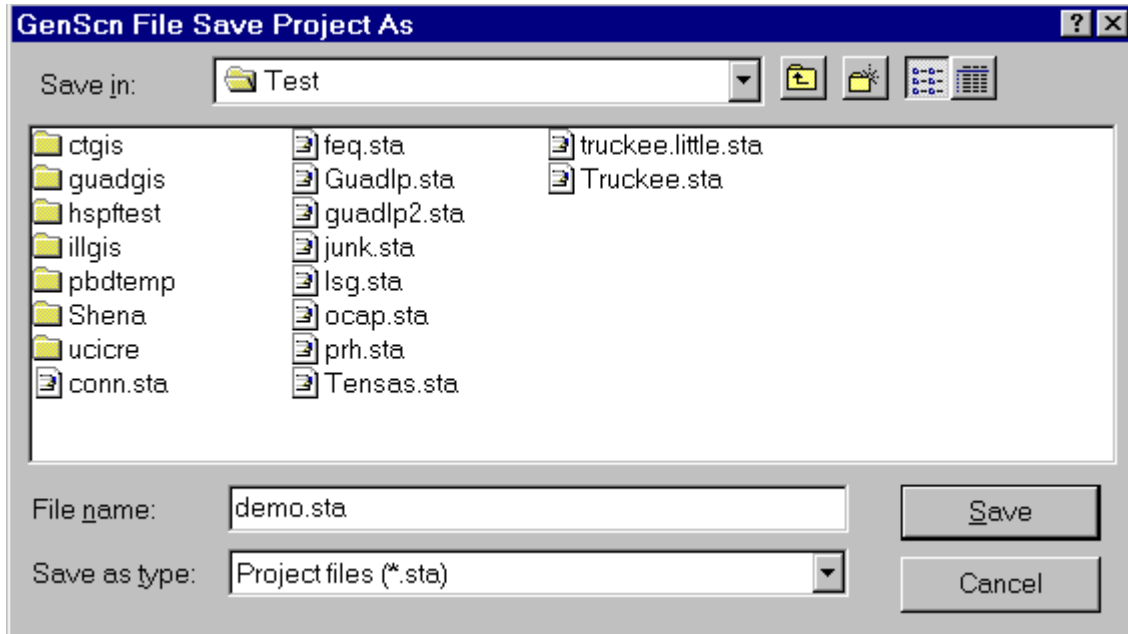 GenScn File Save Project As
Save in:
Test
ctgis
guadgis
hspftest
illgis
pbdtemp
Shena
ucicre
conn.sta
feq.sta
Guadlp.sta
guadlp2.sta
junk.sta
lsg.sta
ocap.sta
prh.sta
Tensas.sta
truckee.little.sta
Truckee.sta
File name:
demo.sta
Save
Save as type:
Project files (*.sta)
Cancel